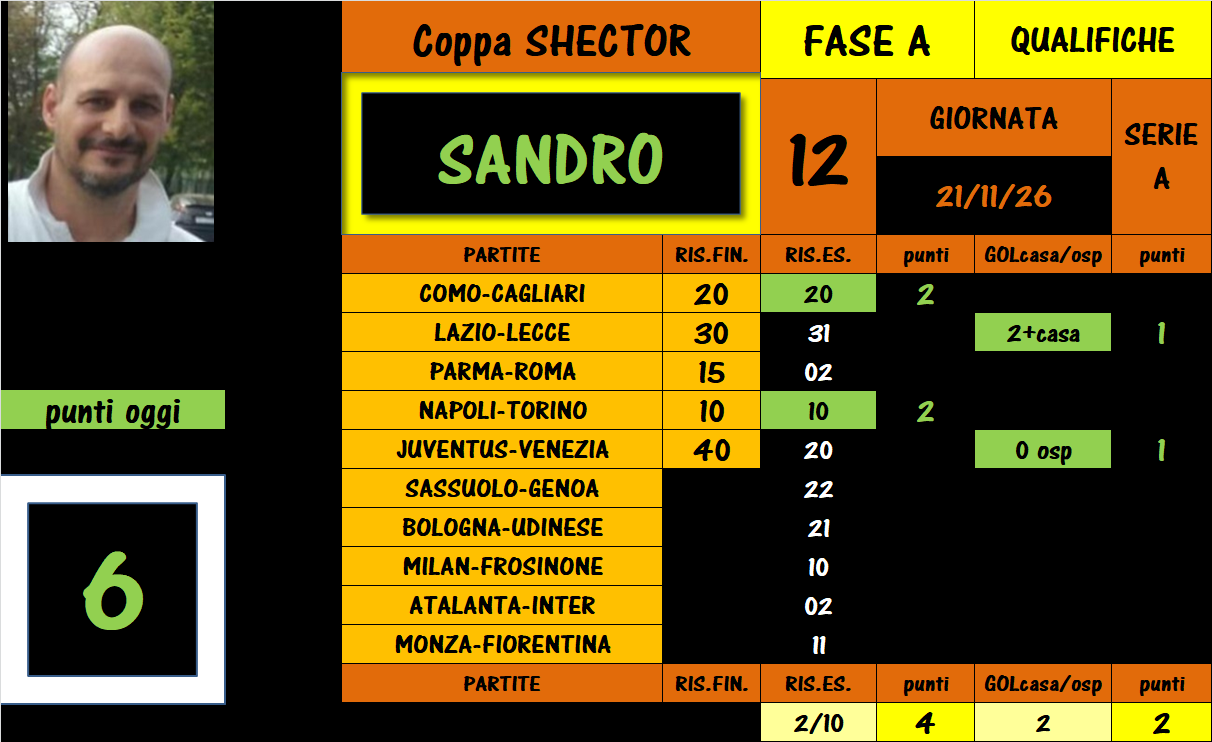 Coppa SHECTOR FASE A QUALIFICHE
SANDRO 12 GIORNATA SERIE A
21/11/26
PARTITE RIS.FIN. RIS.ES. punti GOLcasa/osp punti
COMO-CAGLIARI 20 20 2
LAZIO-LECCE 30 31 2+casa 1
PARMA-ROMA 15 02
punti oggi
NAPOLI-TORINO 10 10 2
JUVENTUS-VENEZIA 40 20 0 osp 1
6
SASSUOLO-GENOA 22
BOLOGNA-UDINESE 21
MILAN-FROSINONE 10
ATALANTA-INTER 02
MONZA-FIORENTINA 11
PARTITE RIS.FIN. RIS.ES. punti GOLcasa/osp punti
2/10 4 2 2